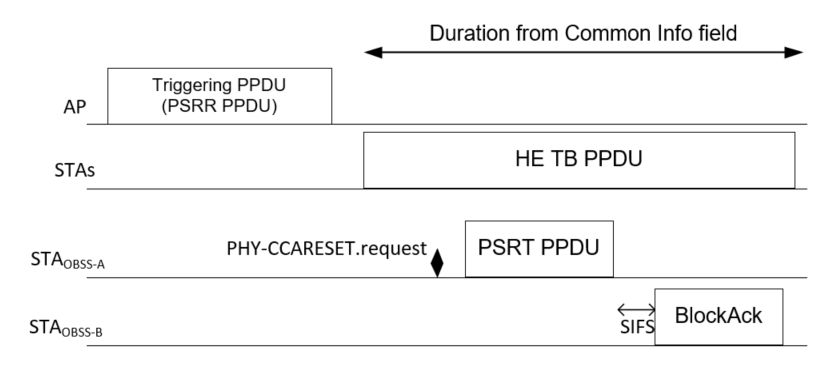 Duration from Common Info field
Triggering PPDU
(PSRR PPDU)
AP
HE TB PPDU
STAs
PHY-CCARESET.request
PSRT PPDU
STAOBSS-A
SIFS
BlockAck
STAOBSS-B